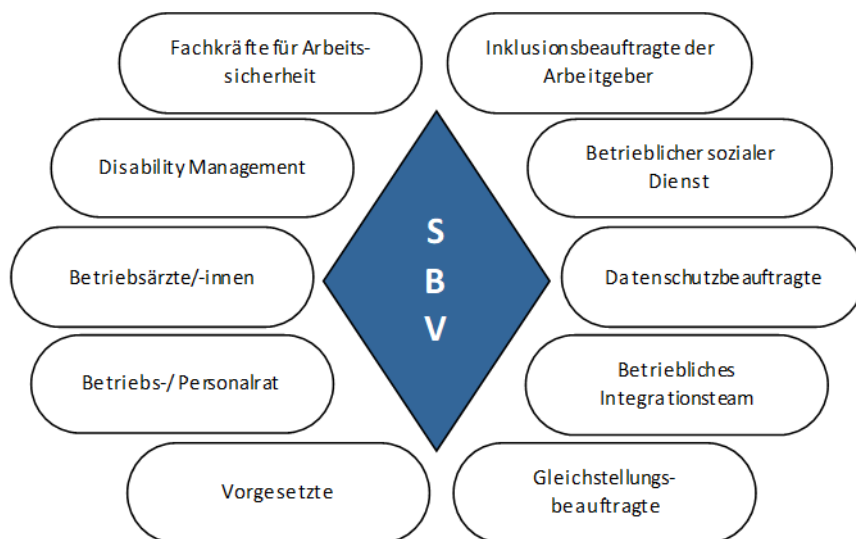 Fachkräfte für Arbeits-
sicherheit
Inklusionsbeauftragte der
Arbeitgeber
Disability Management
Betrieblicher sozialer
Dienst
S
B
V
Betriebsärzte/-innen
Datenschutzbeauftragte
Betriebs-/ Personalrat
Betriebliches
Integrationsteam
Vorgesetzte
Gleichstellungs-
beauftragte